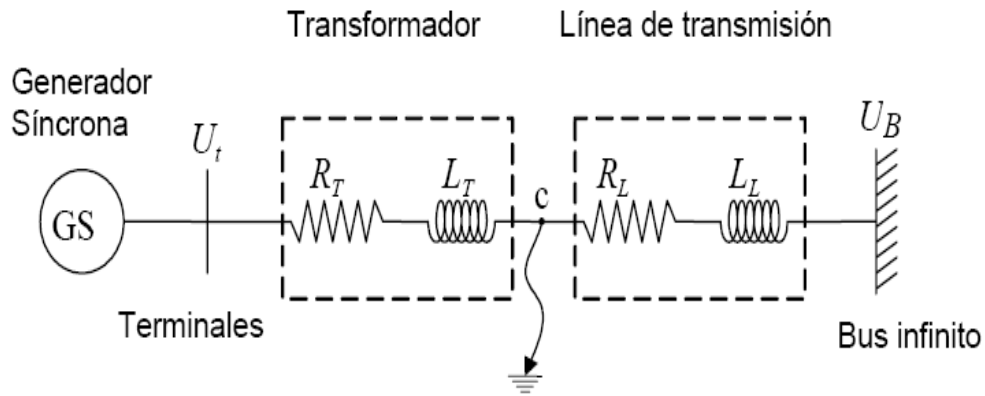 Transformador
Línea de transmisión
Generador
Síncrona
U_t
U_B
R_T
L_T
c
R_L
L_L
GS
Terminales
Bus infinito